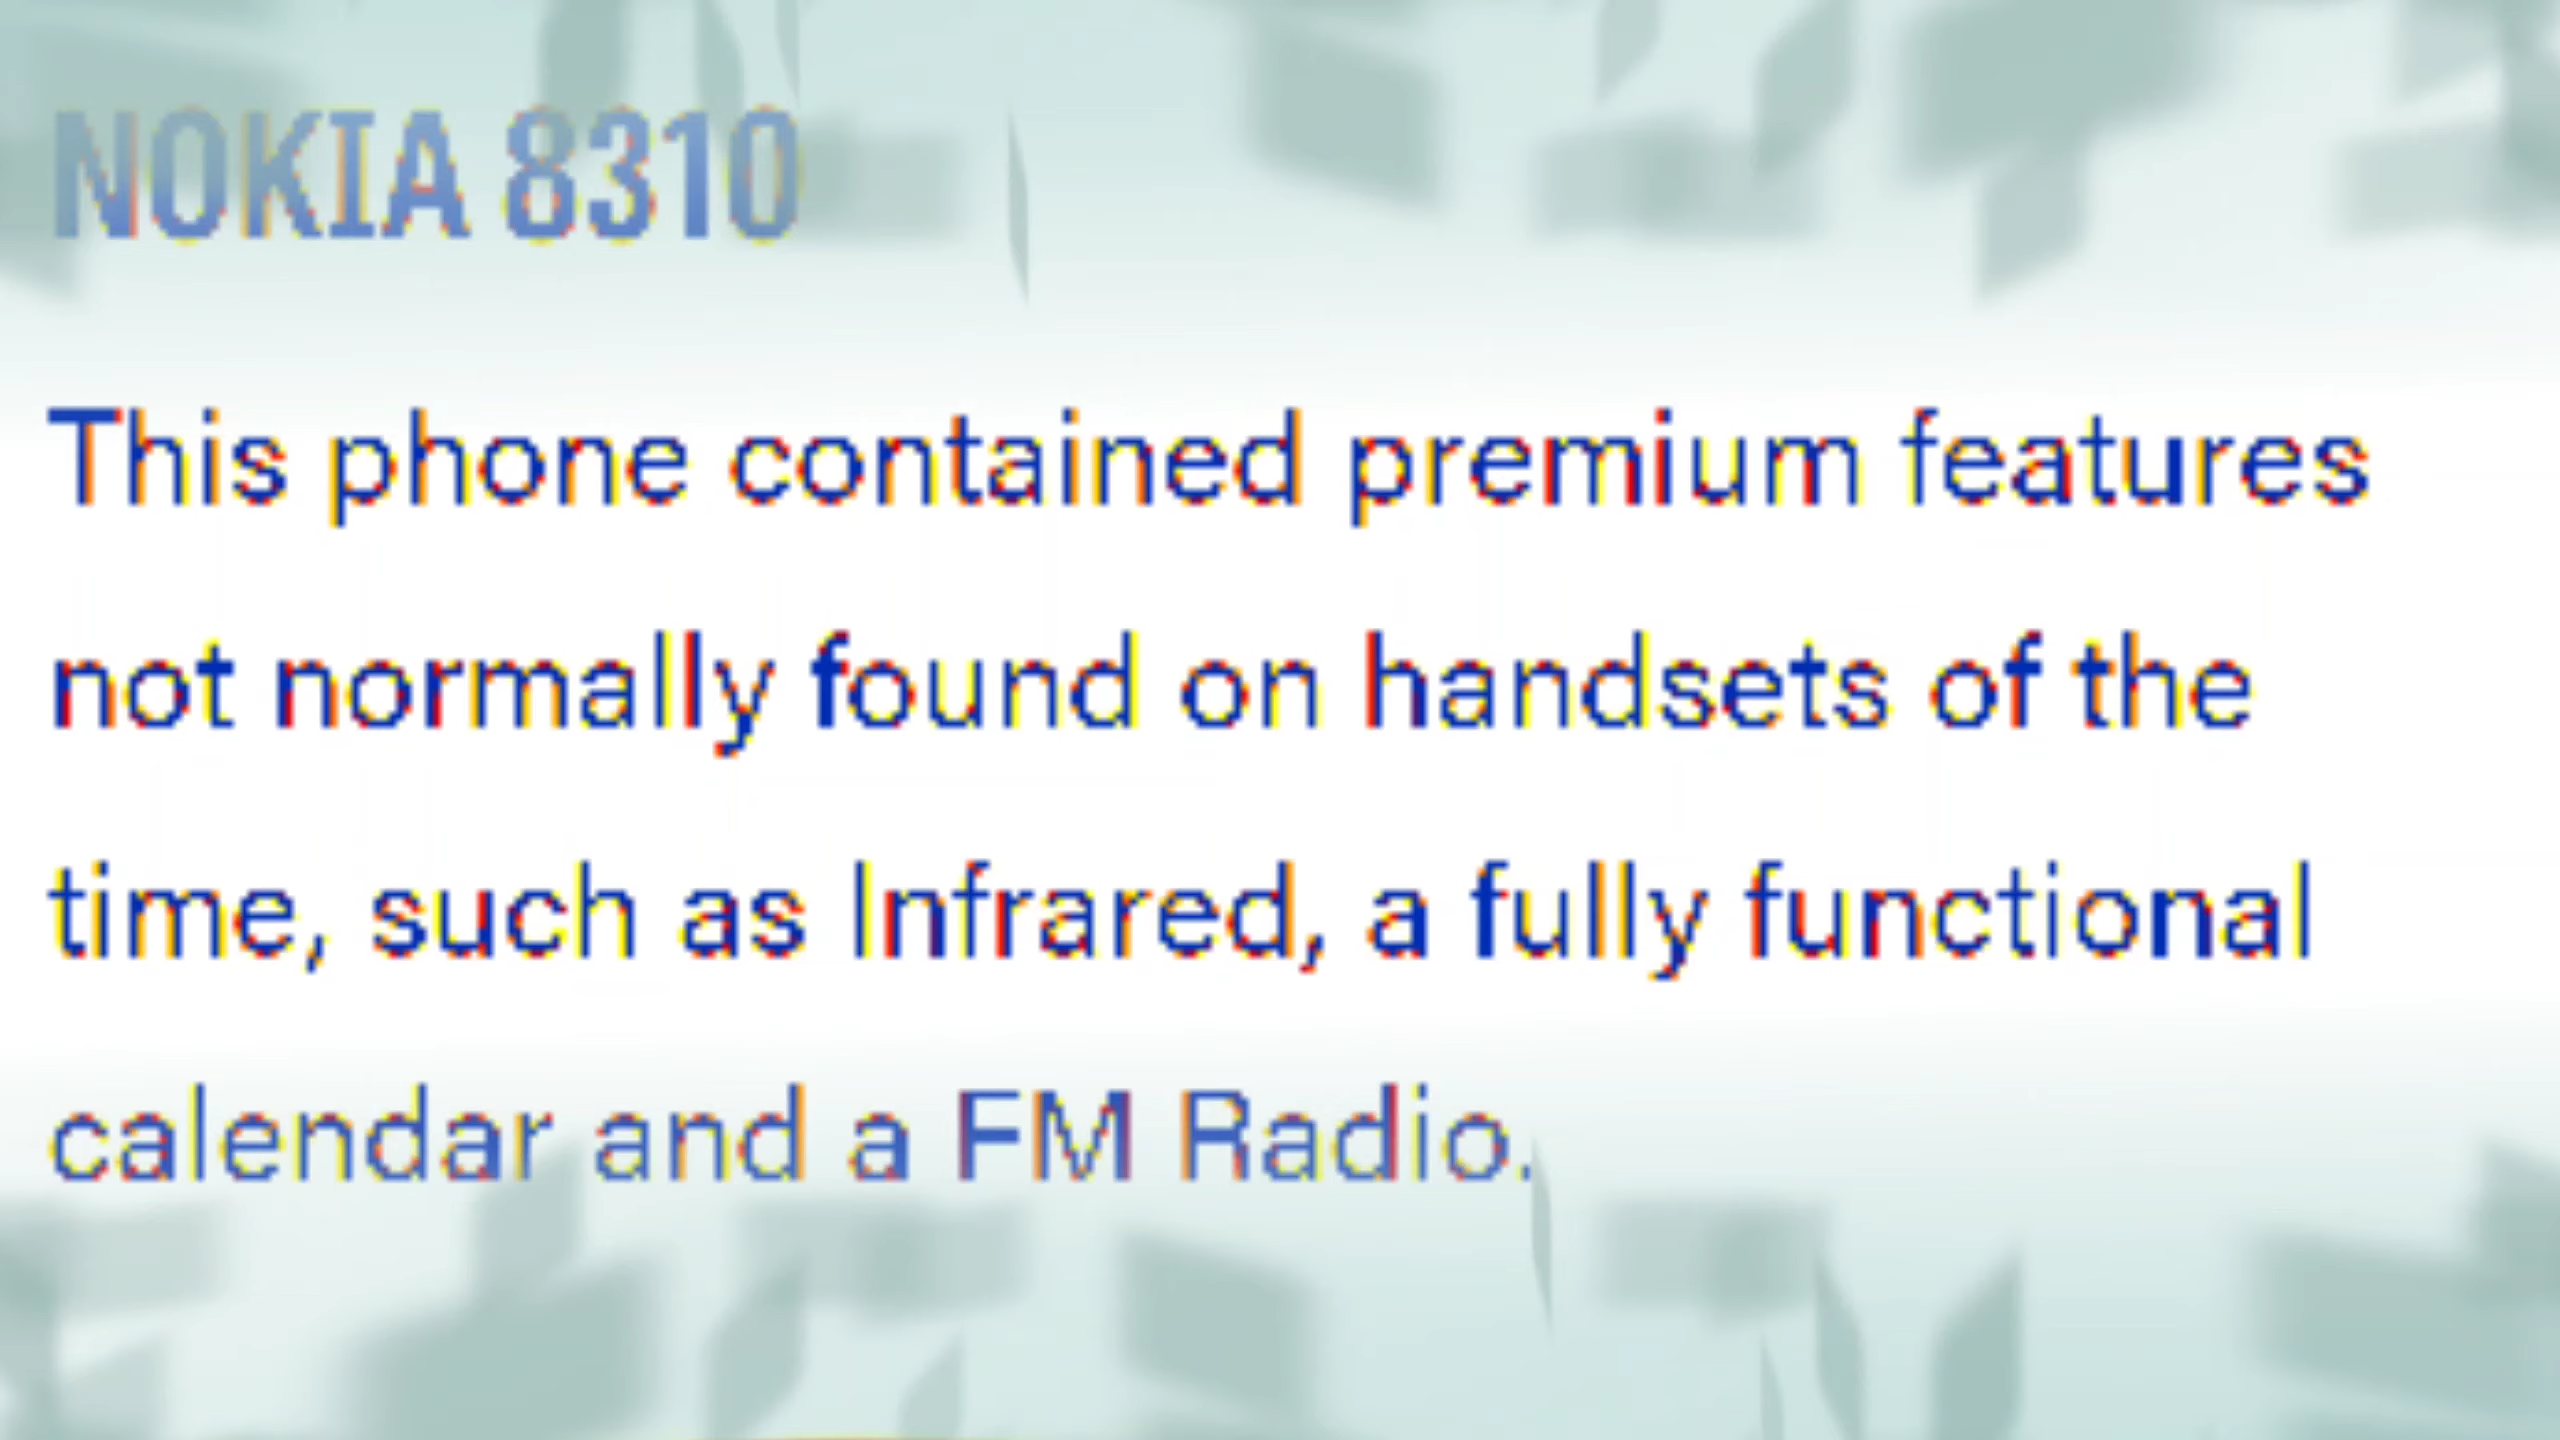 NOKIA 8310
This phone contained premium features
not normally found on handsets of the
time, such as Infrared, a fully functional
calendar and a FM Radio.